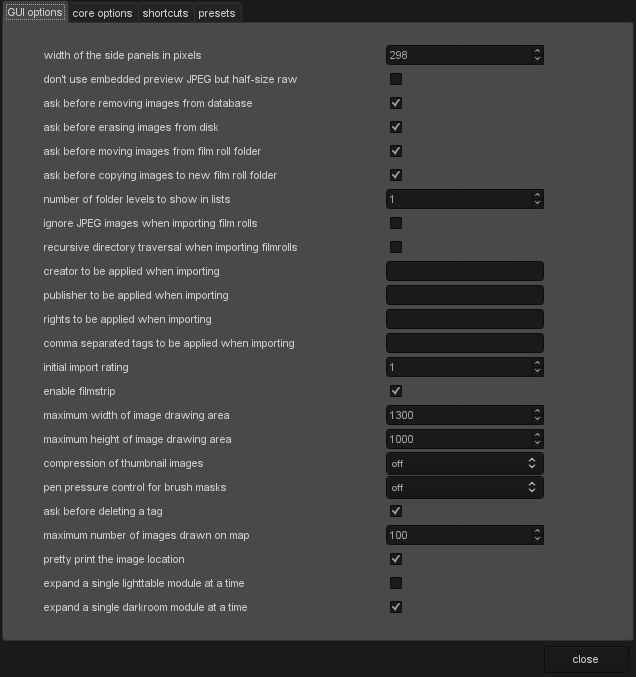 GUI options core options shortcuts presets
width of the side panels in pixels 298
don't use embedded preview JPEG but half-size raw
ask before removing images from database
ask before erasing images from disk
ask before moving images from film roll folder
ask before copying images to new film roll folder
number of folder levels to show in lists 1
ignore JPEG images when importing film rolls
recursive directory traversal when importing filmrolls
creator to be applied when importing
publisher to be applied when importing
rights to be applied when importing
comma separated tags to be applied when importing
initial import rating 1
enable filmstrip
maximum width of image drawing area 1300
maximum height of image drawing area 1000
compression of thumbnail images off
pen pressure control for brush masks off
ask before deleting a tag
maximum number of images drawn on map 100
pretty print the image location
expand a single lighttable module at a time
expand a single darkroom module at a time
close